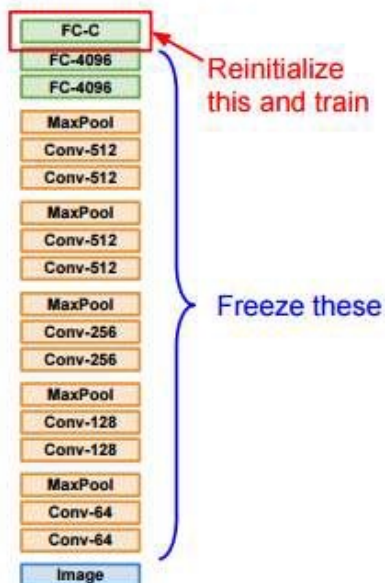 FC-C
FC-4096
FC-4096
MaxPool
Conv-512
Conv-512
MaxPool
Conv-512
Conv-512
MaxPool
Conv-256
Conv-256
MaxPool
Conv-128
Conv-128
MaxPool
Conv-64
Conv-64
Image
Reinitialize
this and train
Freeze these